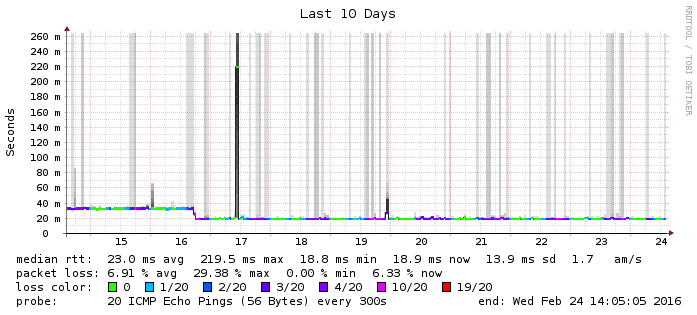 Last 10 Days
RRDTOOL / TOBI OETIKER
Seconds
260 m
240 m
220 m
200 m
180 m
160 m
140 m
120 m
100 m
80 m
60 m
40 m
20 m
0
15 16 17 18 19 20 21 22 23 24
median rtt: 23.0 ms avg 219.5 ms max 18.8 ms min 18.9 ms now 13.9 ms sd 1.7 am/s
packet loss: 6.91 % avg 29.38 % max 0.00 % min 6.33 % now
loss color: 0 1/20 2/20 3/20 4/20 10/20 19/20
probe: 20 ICMP Echo Pings (56 Bytes) every 300s end: Wed Feb 24 14:05:05 2016